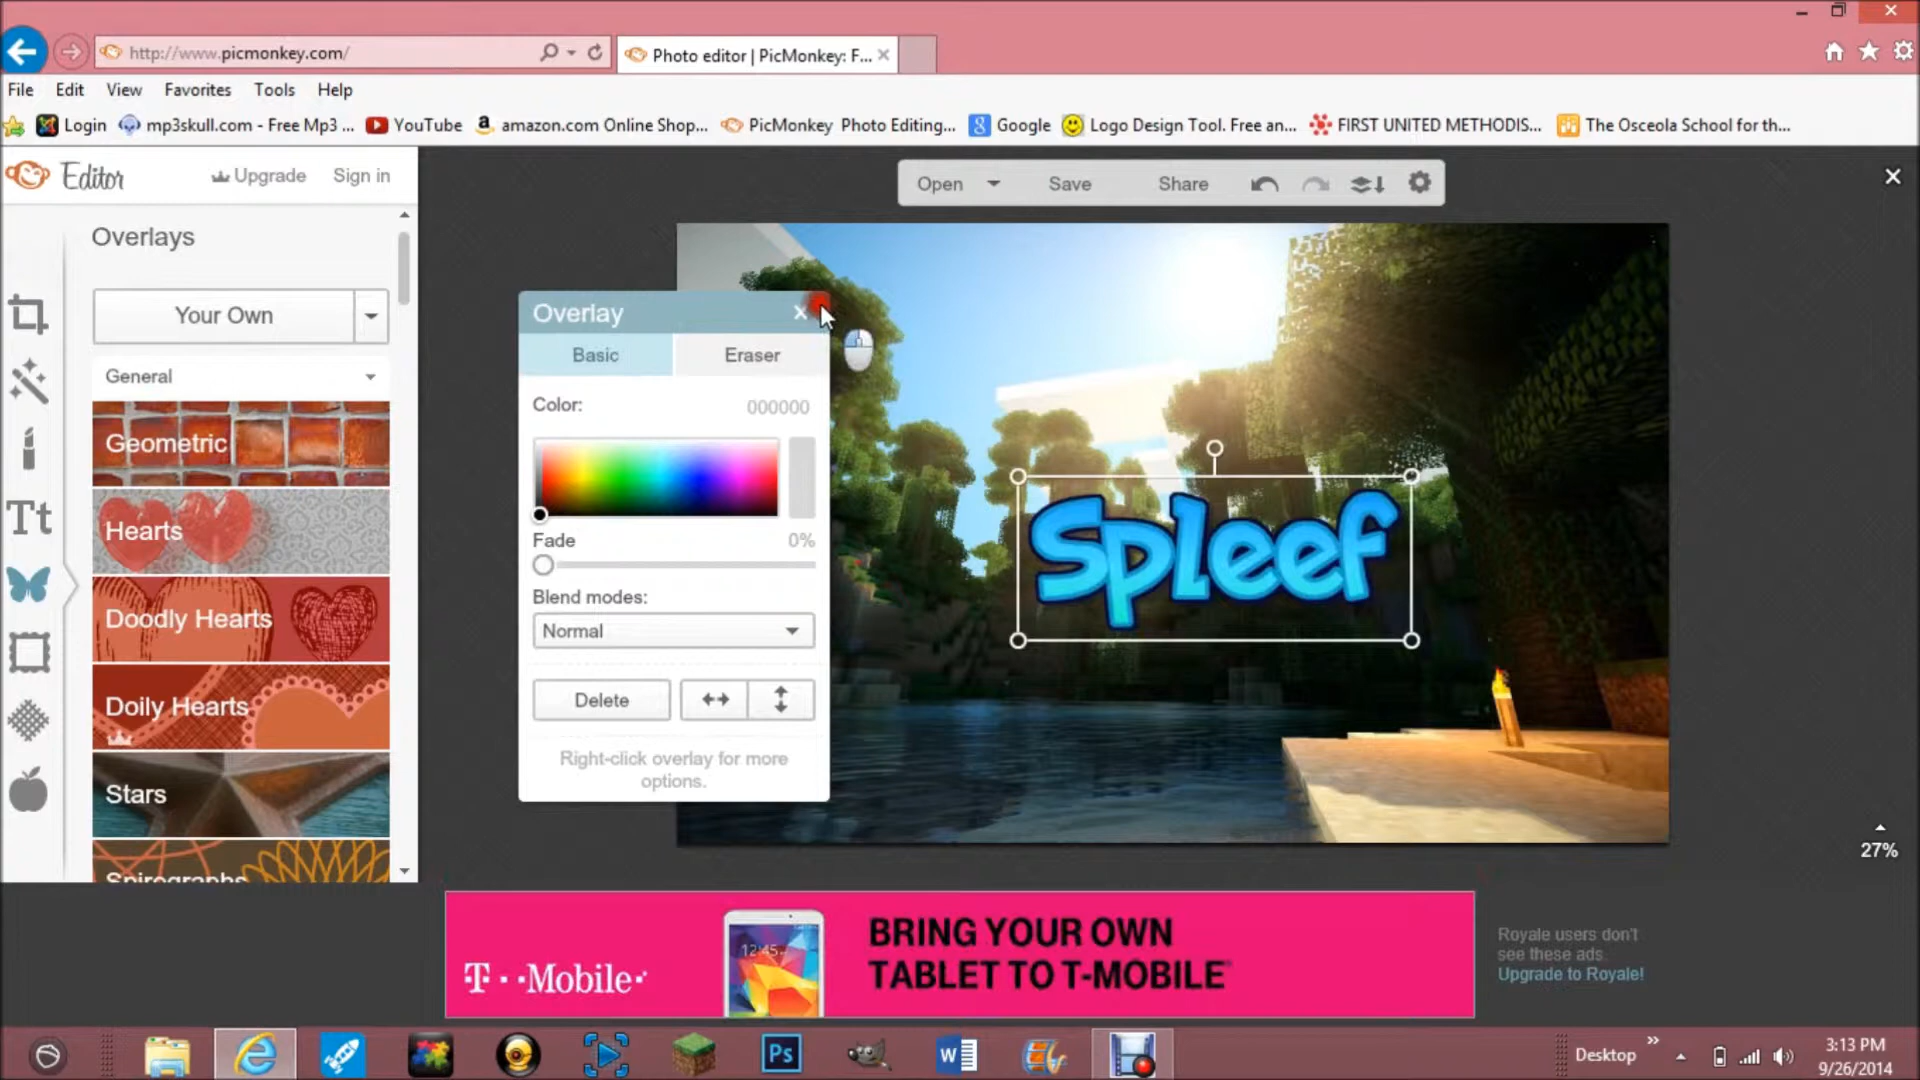 http://www.picmonkey.com/
Photo editor | PicMonkey: F...
File Edit View Favorites Tools Help
Login mp3skull.com - Free Mp3 ... YouTube amazon.com Online Shop... PicMonkey Photo Editing... Google Logo Design Tool. Free an... FIRST UNITED METHODIS... The Osceola School for th...
Editor Upgrade Sign in
Open Save Share
Overlays
Your Own
General
Geometric
Hearts
Doodly Hearts
Doily Hearts
Stars
Spirographs
Tt
Overlay
Basic Eraser
Color: 000000
Fade 0%
Blend modes:
Normal
Delete
Right-click overlay for more
options.
Spleef
27%
T-Mobile
12:45
BRING YOUR OWN
TABLET TO T-MOBILE
Royale users don't
see these ads.
Upgrade to Royale!
Ps
W
Desktop
3:13 PM
9/26/2014